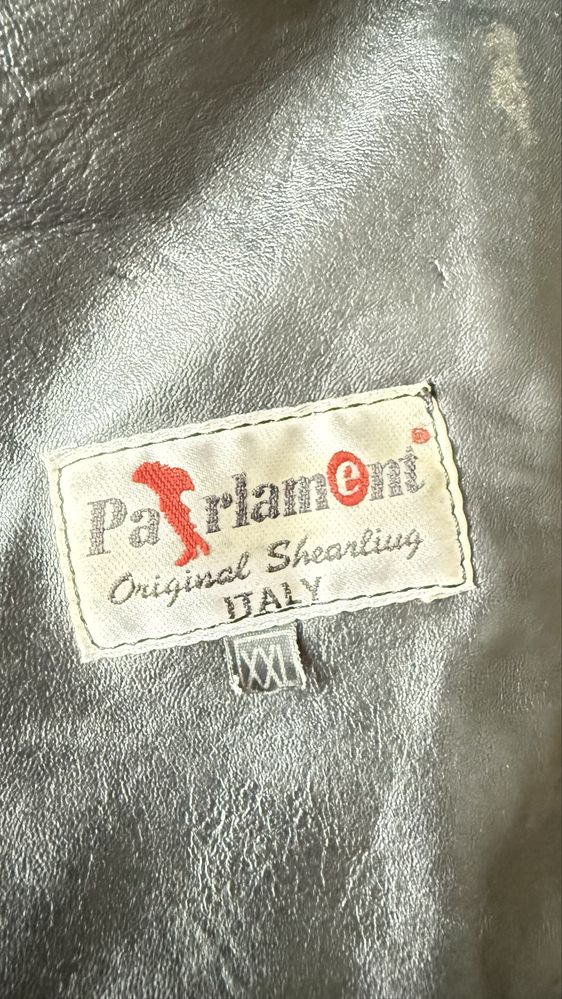 Parlament
Original Shearling
ITALY
XXL